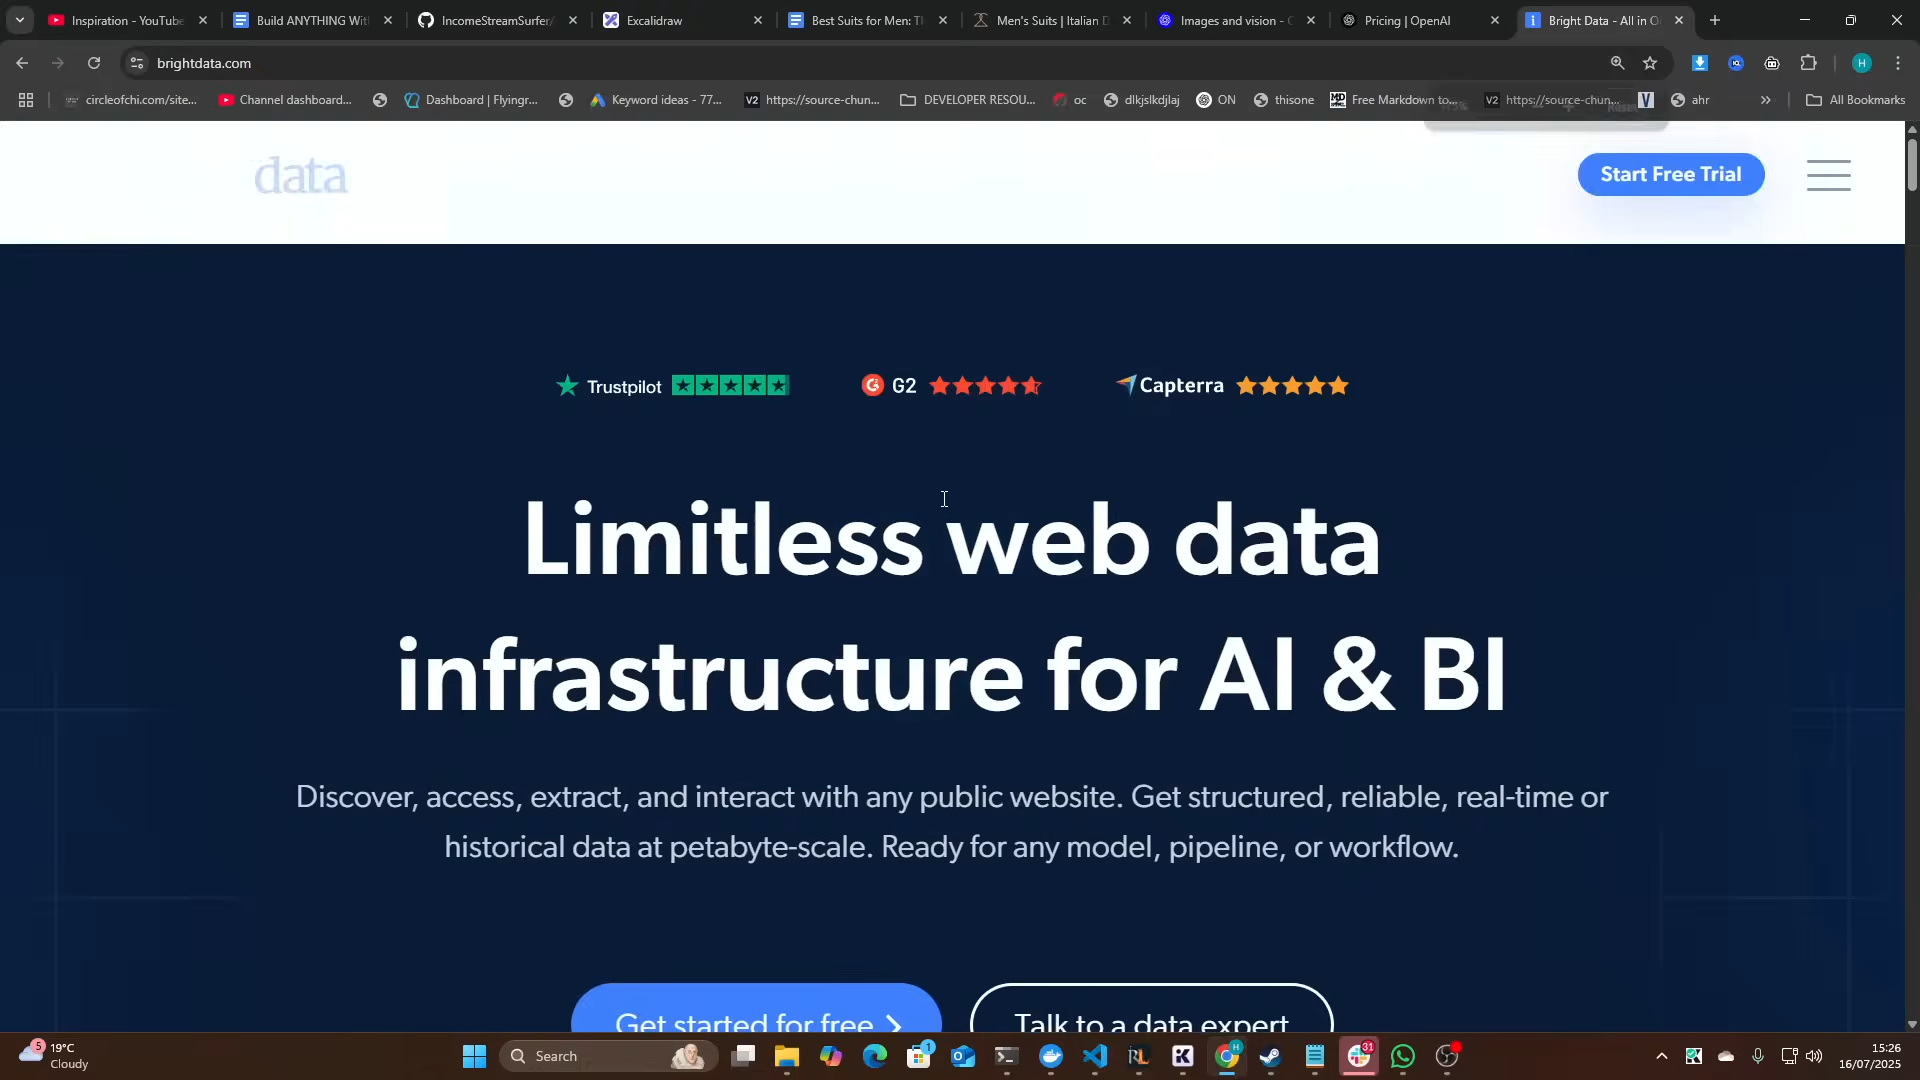 Inspiration - YouTube
Build ANYTHING Wit
IncomeStreamSurfer/
Excalidraw
Best Suits for Men: T
Men's Suits | Italian D
Images and vision - O
Pricing | OpenAI
Bright Data - All in O
brightdata.com
H
circleofchi.com/site...
Channel dashboard...
Dashboard | Flyingr...
Keyword ideas - 77...
V2 https://source-chun...
DEVELOPER RESOU...
oc
dlkjslkdjlaj
ON
thisone
Free Markdown to...
V2 https://source-chun...
V
ahr
All Bookmarks
data
Start Free Trial
Trustpilot
G2
Capterra
Limitless web data
infrastructure for AI & BI
Discover, access, extract, and interact with any public website. Get structured, reliable, real-time or
historical data at petabyte-scale. Ready for any model, pipeline, or workflow.
Get started for free
Talk to a data expert
5
19°C
Cloudy
Search
1
H
31
15:26
16/07/2025